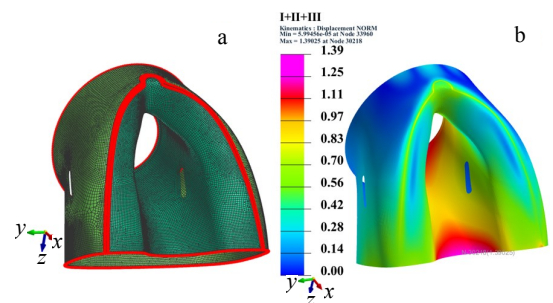 a
y
x
z
I+II+III
Kinematics : Displacement NORM
Min = 5.99456e-05 at Node 33960
Max = 1.39025 at Node 30218
b
1.39
1.25
1.11
0.97
0.83
0.70
0.56
0.42
0.28
0.14
0.00
y
x
z